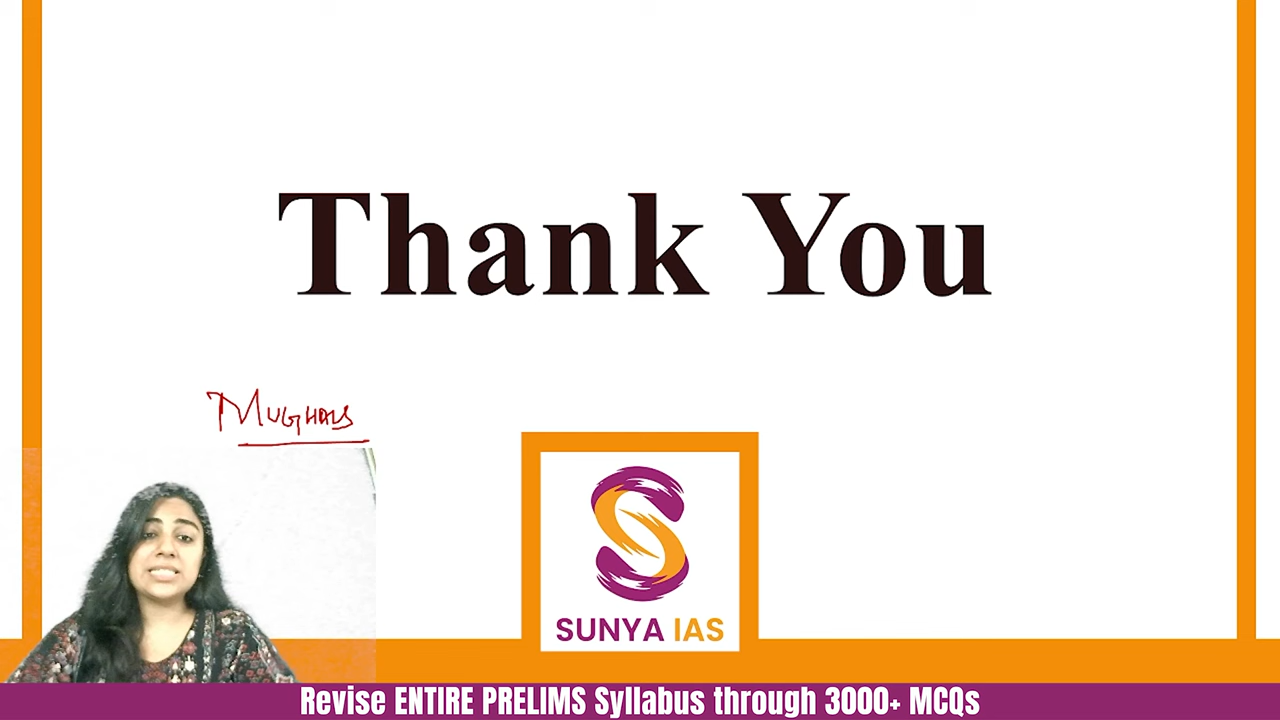 Thank You
MUGHALS
SUNYA IAS
Revise ENTIRE PRELIMS Syllabus through 3000+ MCQs